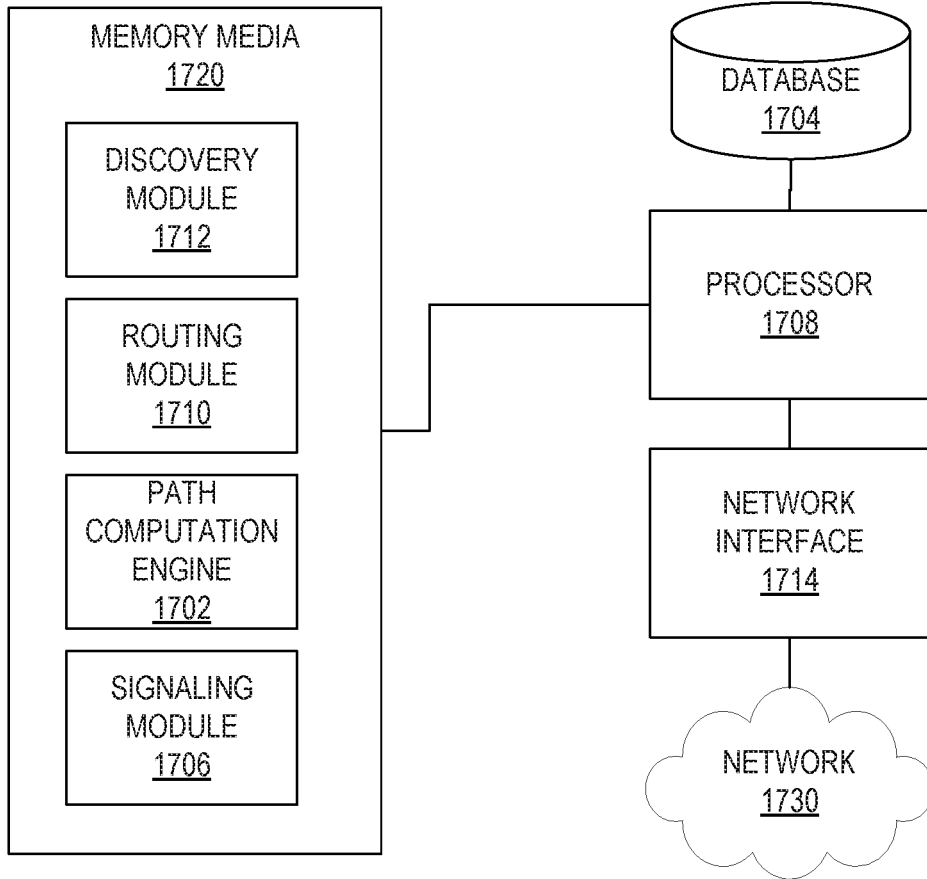 MEMORY MEDIA
1720
DISCOVERY
MODULE
1712
ROUTING
MODULE
1710
PATH
COMPUTATION
ENGINE
1702
SIGNALING
MODULE
1706
DATABASE
1704
PROCESSOR
1708
NETWORK
INTERFACE
1714
NETWORK
1730